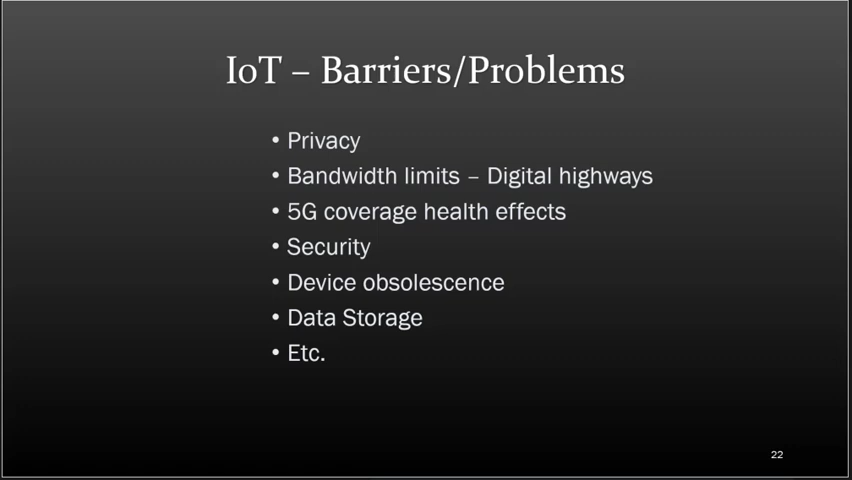 IoT – Barriers/Problems
• Privacy
• Bandwidth limits – Digital highways
• 5G coverage health effects
• Security
• Device obsolescence
• Data Storage
• Etc.
22